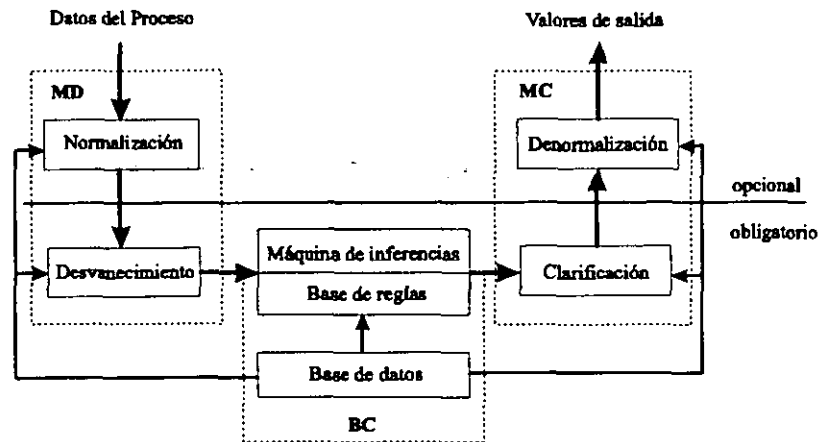 Datos del Proceso
Valores de salida
MD
MC
Normalización
Denormalización
opcional
obligatorio
Desvanecimiento
Máquina de inferencias
Base de reglas
Clarificación
Base de datos
BC